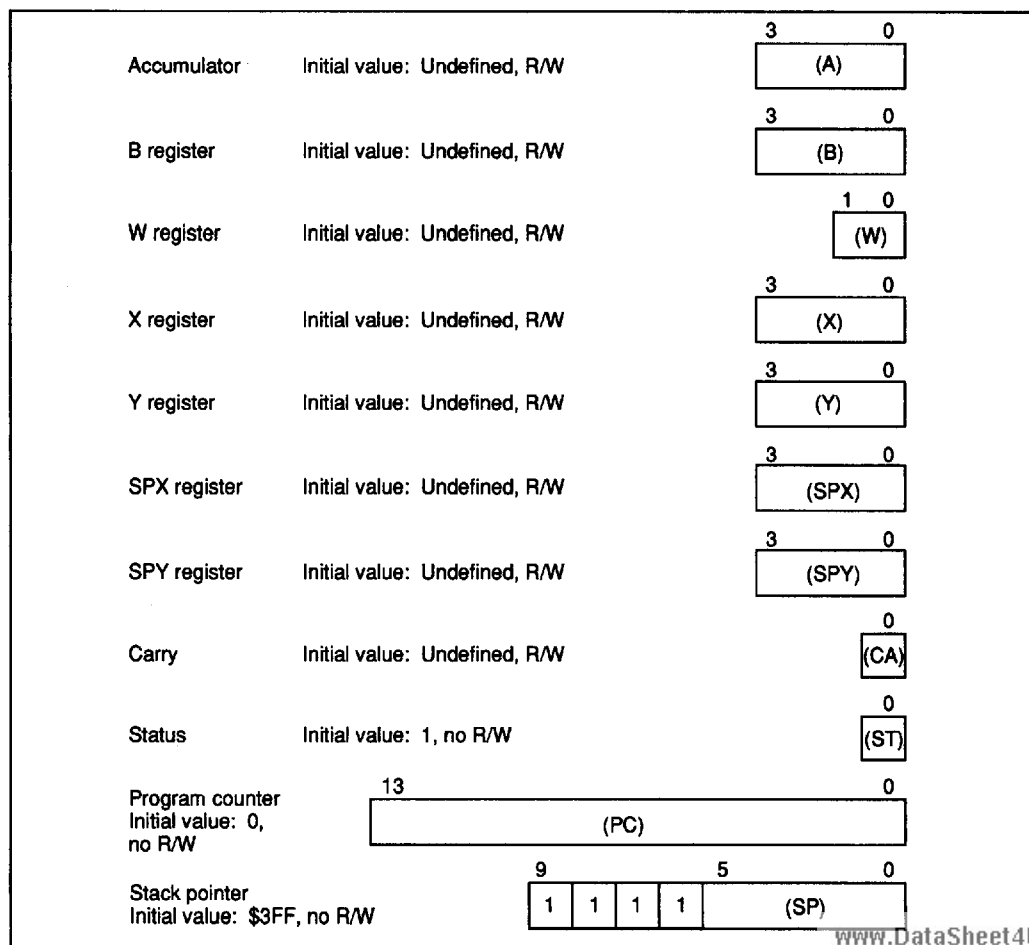 3 0
Accumulator Initial value: Undefined, R/W (A)
3 0
B register Initial value: Undefined, R/W (B)
1 0
W register Initial value: Undefined, R/W (W)
3 0
X register Initial value: Undefined, R/W (X)
3 0
Y register Initial value: Undefined, R/W (Y)
3 0
SPX register Initial value: Undefined, R/W (SPX)
3 0
SPY register Initial value: Undefined, R/W (SPY)
0
Carry Initial value: Undefined, R/W (CA)
0
Status Initial value: 1, no R/W (ST)
13 0
Program counter
Initial value: 0, (PC)
no R/W
9 5 0
Stack pointer
1 1 1 1 (SP)
Initial value: $3FF, no R/W
www.DataSheet4U